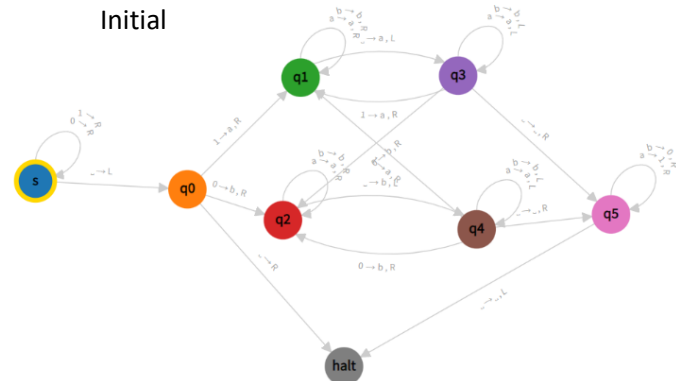 Initial
b→b,R
a→a,R
_→a,L
b→b,L
a→a,L
q1
q3
1→R
0→R
1→a,R
1→a,R
_→_,R
b→b,R
s
_→L
q0
0→b,R
b→b,R
a→a,R
_→b,L
b→b,L
a→a,L
b→0,R
a→1,R
q2
q4
_→_,R
q5
0→b,R
_→R
_→_,L
halt